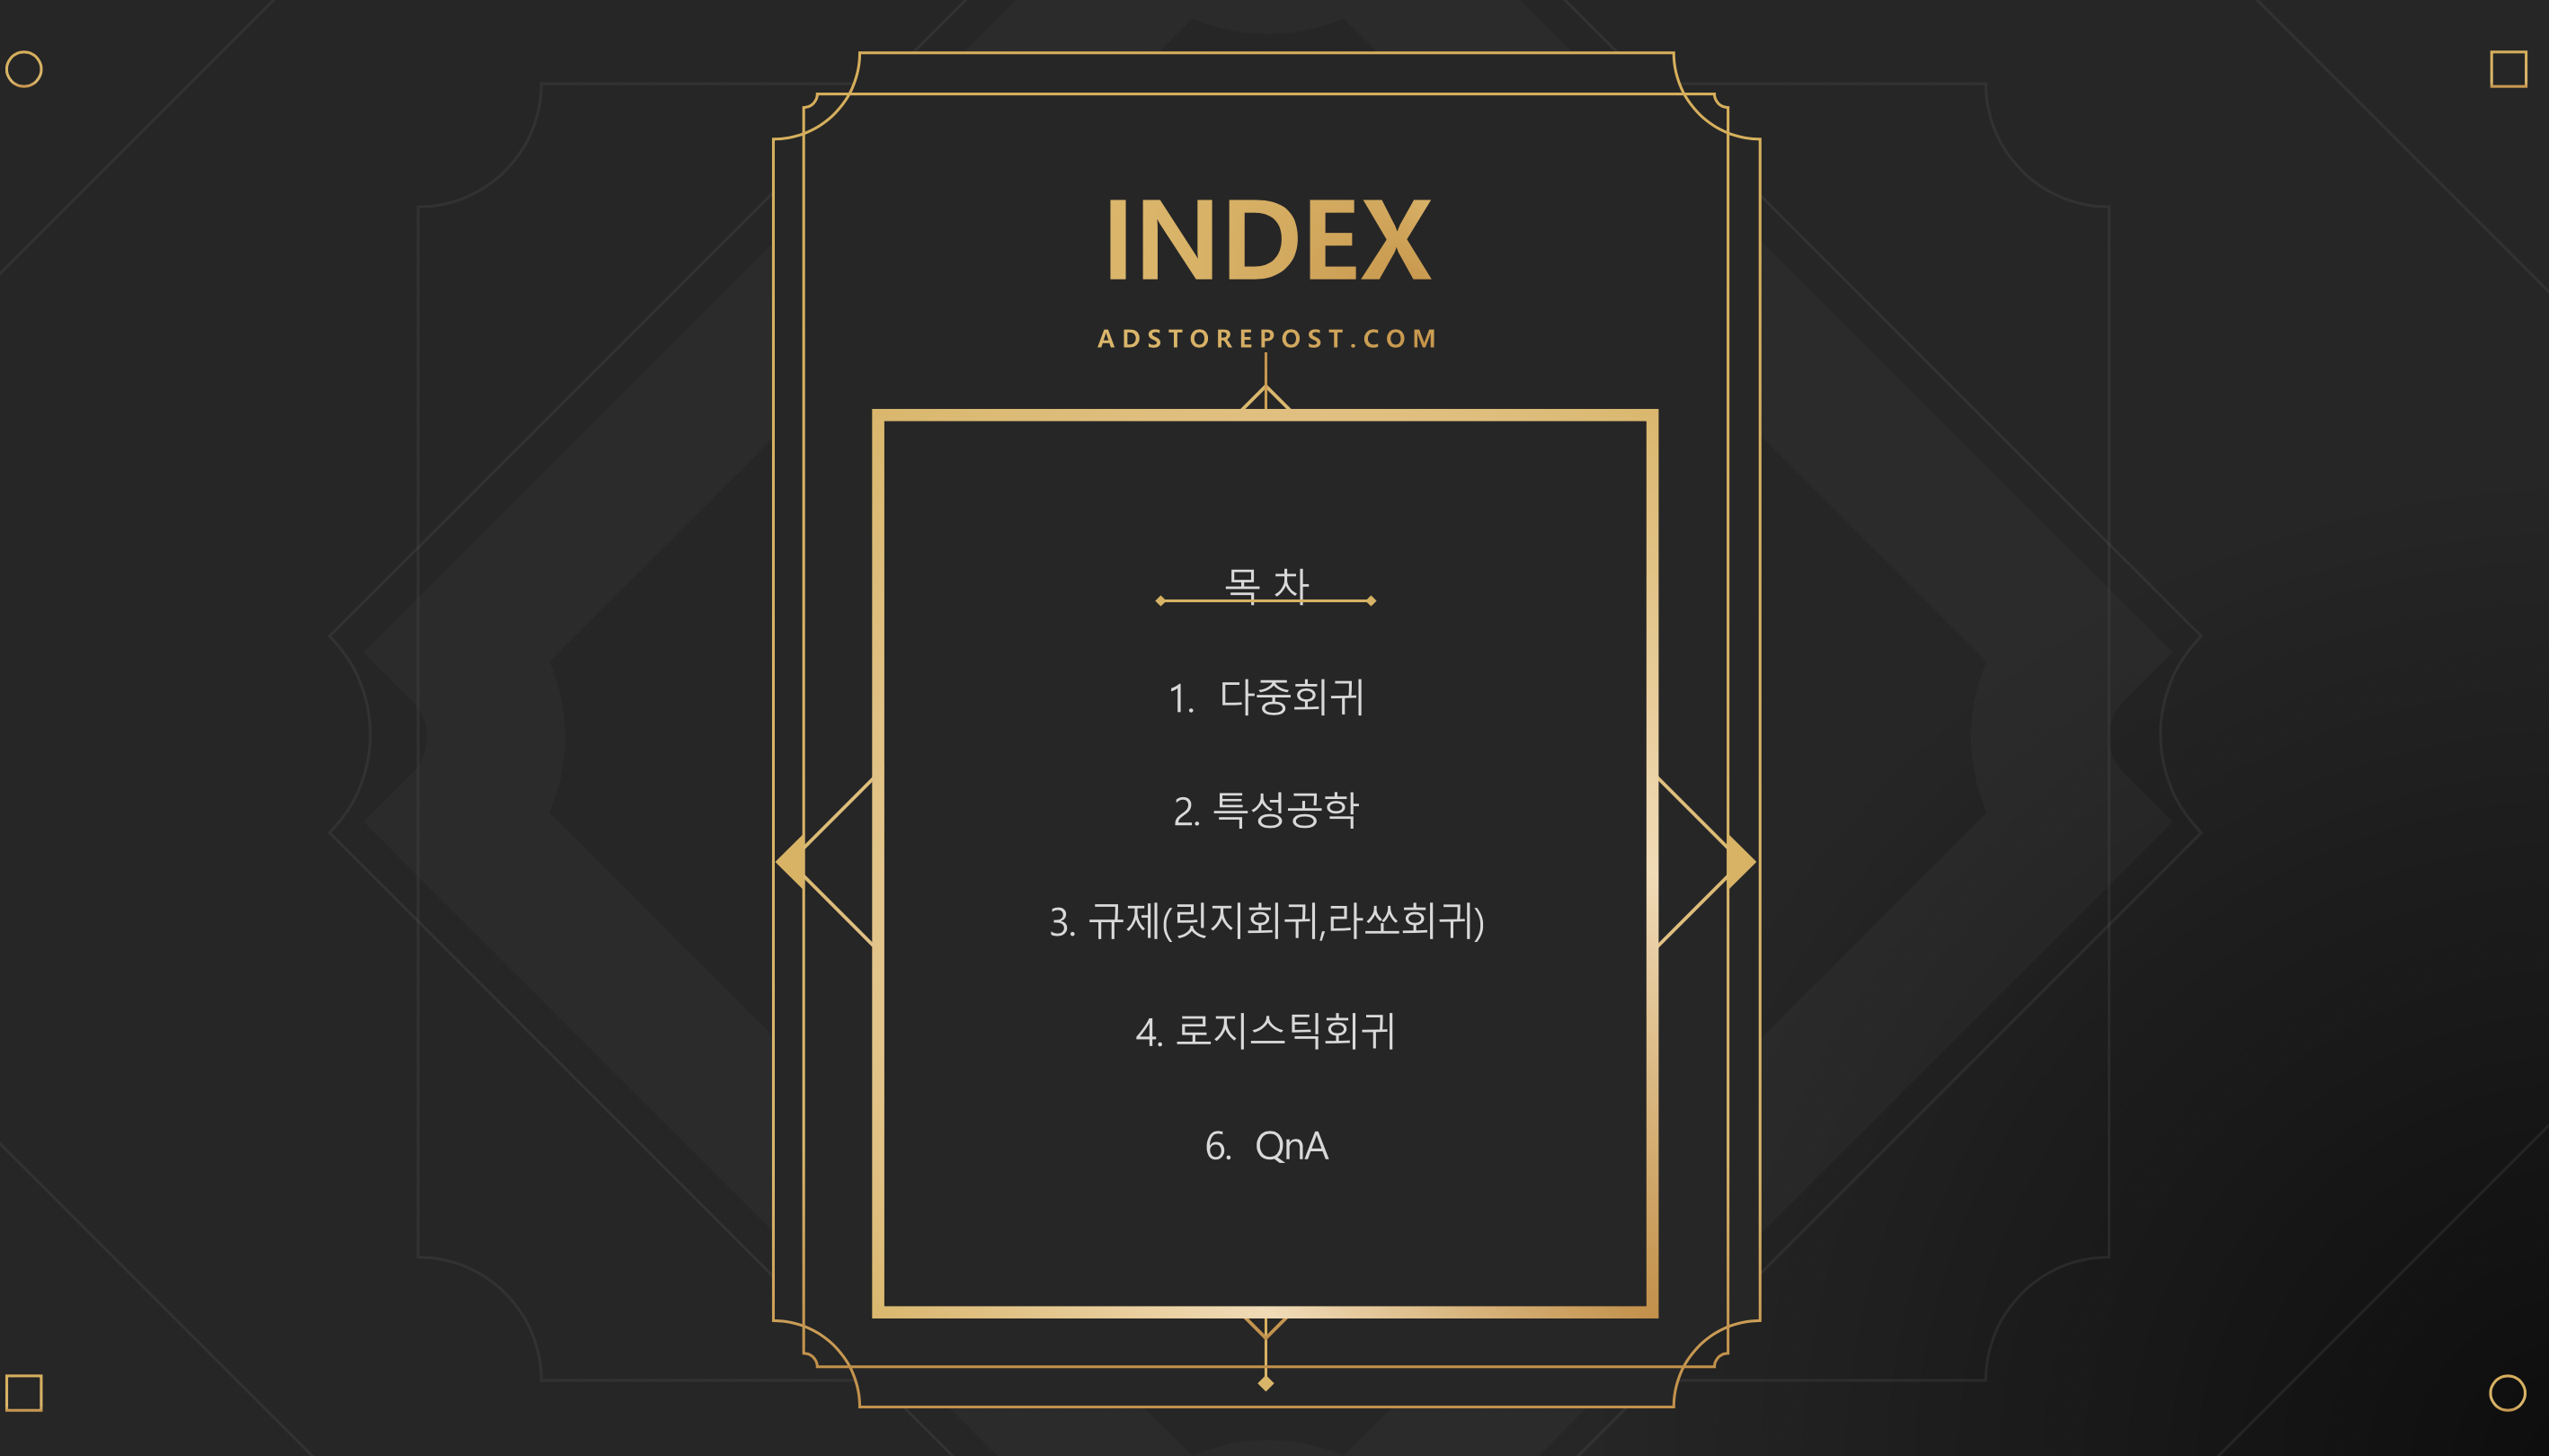 INDEX
ADSTOREPOST.COM
목 차
1. 다중회귀
2. 특성공학
3. 규제(릿지회귀,라쏘회귀)
4. 로지스틱회귀
6. QnA